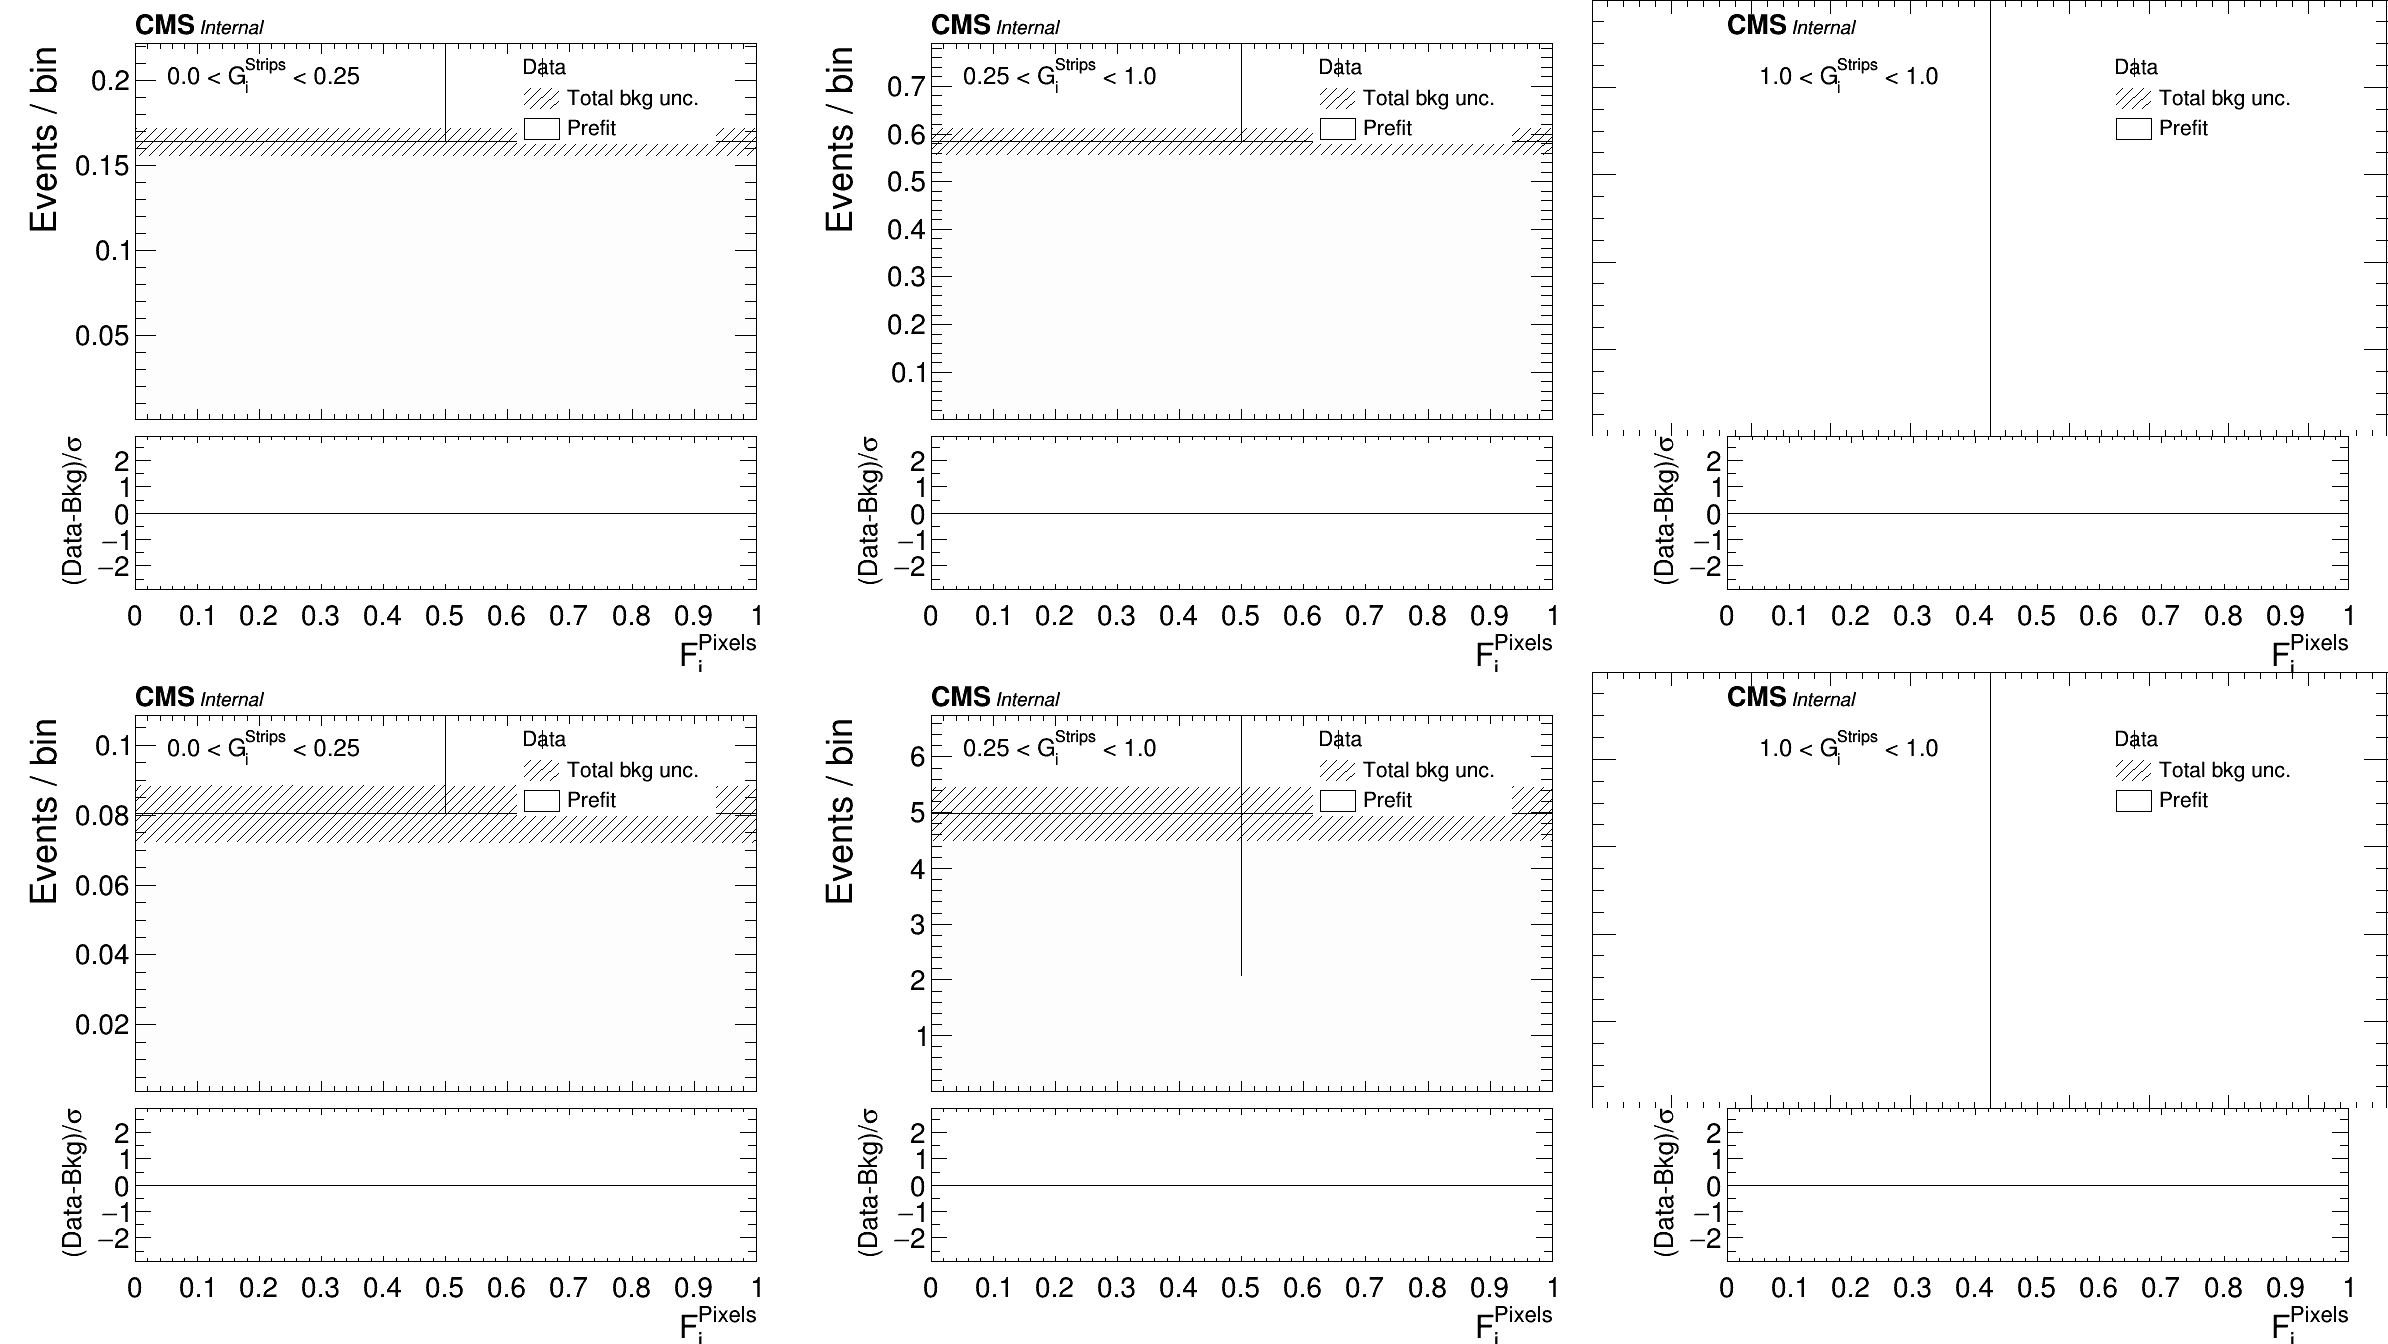 CMS Internal
Events / bin
0.0 < G_i^Strips < 0.25
Data
Total bkg unc.
Prefit
0.2
0.15
0.1
0.05
(Data-Bkg)/σ
2
1
0
−1
−2
0 0.1 0.2 0.3 0.4 0.5 0.6 0.7 0.8 0.9 1
F_i^Pixels
CMS Internal
Events / bin
0.25 < G_i^Strips < 1.0
Data
Total bkg unc.
Prefit
0.7
0.6
0.5
0.4
0.3
0.2
0.1
(Data-Bkg)/σ
2
1
0
−1
−2
0 0.1 0.2 0.3 0.4 0.5 0.6 0.7 0.8 0.9 1
F_i^Pixels
CMS Internal
1.0 < G_i^Strips < 1.0
Data
Total bkg unc.
Prefit
(Data-Bkg)/σ
2
1
0
−1
−2
0 0.1 0.2 0.3 0.4 0.5 0.6 0.7 0.8 0.9 1
F_i^Pixels
CMS Internal
Events / bin
0.0 < G_i^Strips < 0.25
Data
Total bkg unc.
Prefit
0.1
0.08
0.06
0.04
0.02
(Data-Bkg)/σ
2
1
0
−1
−2
0 0.1 0.2 0.3 0.4 0.5 0.6 0.7 0.8 0.9 1
F_i^Pixels
CMS Internal
Events / bin
0.25 < G_i^Strips < 1.0
Data
Total bkg unc.
Prefit
6
5
4
3
2
1
(Data-Bkg)/σ
2
1
0
−1
−2
0 0.1 0.2 0.3 0.4 0.5 0.6 0.7 0.8 0.9 1
F_i^Pixels
CMS Internal
1.0 < G_i^Strips < 1.0
Data
Total bkg unc.
Prefit
(Data-Bkg)/σ
2
1
0
−1
−2
0 0.1 0.2 0.3 0.4 0.5 0.6 0.7 0.8 0.9 1
F_i^Pixels